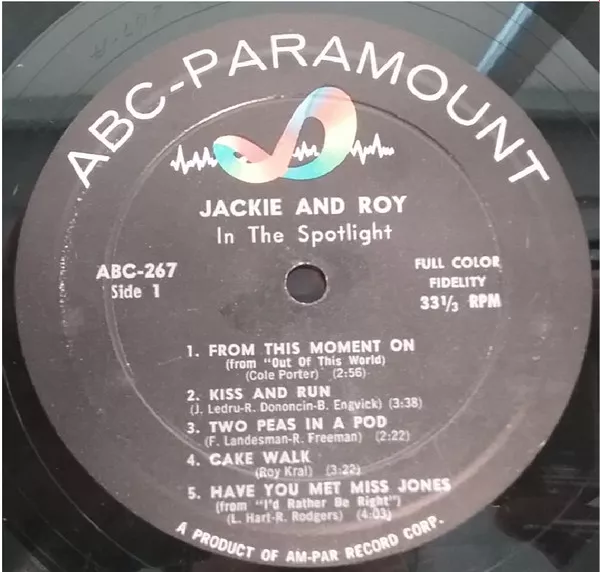 ABC-PARAMOUNT
JACKIE AND ROY
In The Spotlight
ABC-267
Side 1
FULL COLOR
FIDELITY
33 1/3 RPM
1. FROM THIS MOMENT ON
(from "Out Of This World)
(Cole Porter) (2:56)
2. KISS AND RUN
(J. Ledru-R. Dononcin-B. Engvick) (3:38)
3. TWO PEAS IN A POD
(F. Landesman-R. Freeman) (2:22)
4. CAKE WALK
(Roy Kral) (3:22)
5. HAVE YOU MET MISS JONES
(from "I'd Rather Be Right")
(L. Hart-R. Rodgers) (4:03)
A PRODUCT OF AM-PAR RECORD CORP.